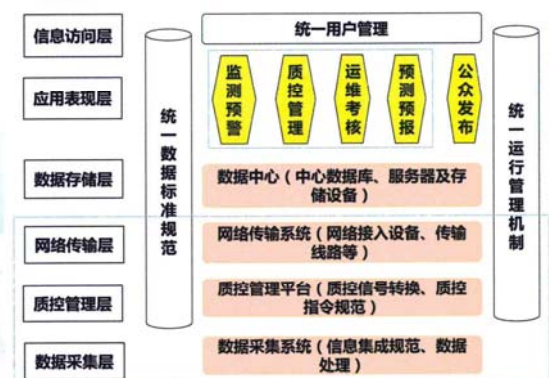 信息访问层
应用表现层
数据存储层
网络传输层
质控管理层
数据采集层
统一数据标准规范
统一用户管理
监测预警
质控管理
运维考核
预测预报
公众发布
数据中心（中心数据库、服务器及存
储设备）
网络传输系统（网络接入设备、传输
线路等）
质控管理平台（质控信号转换、质控
指令规范）
数据采集系统（信息集成规范、数据
处理）
统一运行管理机制